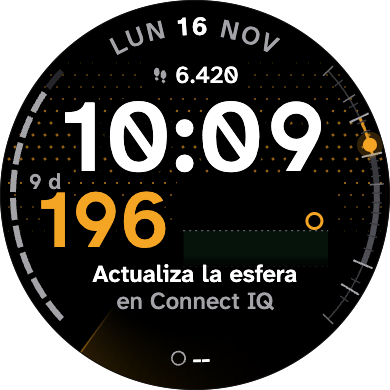 LUN 16 NOV
6.420
10:09
9 d
196
Actualiza la esfera
en Connect IQ
--